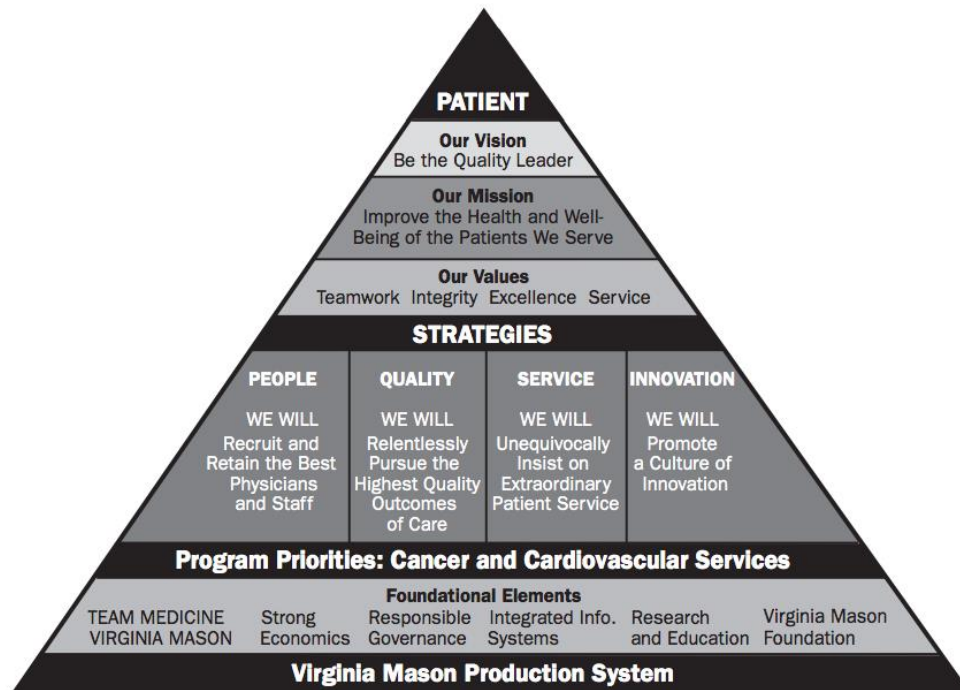 PATIENT
Our Vision
Be the Quality Leader
Our Mission
Improve the Health and Well-
Being of the Patients We Serve
Our Values
Teamwork Integrity Excellence Service
STRATEGIES
PEOPLE
WE WILL
Recruit and
Retain the Best
Physicians
and Staff
QUALITY
WE WILL
Relentlessly
Pursue the
Highest Quality
Outcomes
of Care
SERVICE
WE WILL
Unequivocally
Insist on
Extraordinary
Patient Service
INNOVATION
WE WILL
Promote
a Culture of
Innovation
Program Priorities: Cancer and Cardiovascular Services
Foundational Elements
TEAM MEDICINE
VIRGINIA MASON
Strong
Economics
Responsible
Governance
Integrated Info.
Systems
Research
and Education
Virginia Mason
Foundation
Virginia Mason Production System